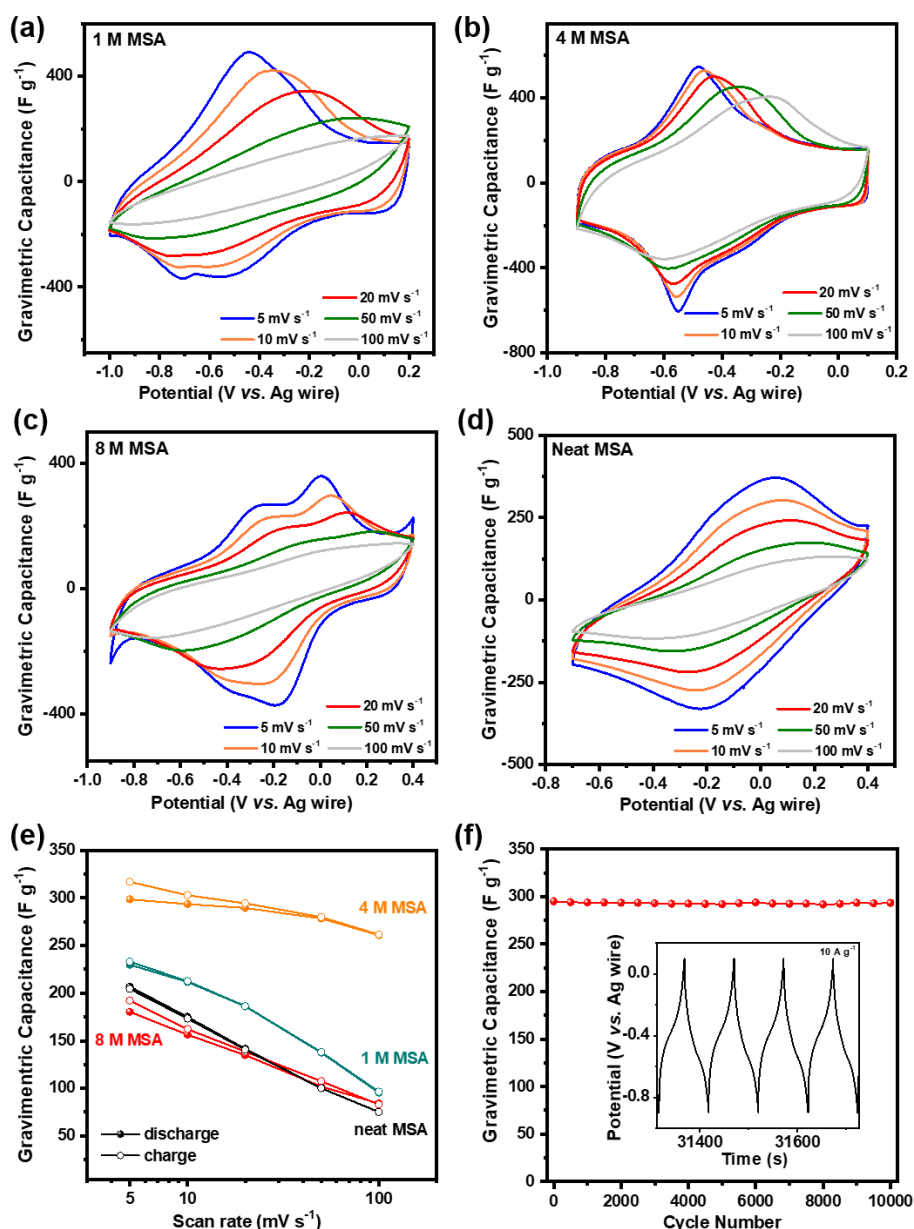 (a)
1 M MSA
Gravimetric Capacitance (F g-1)
400
0
-400
20 mV s-1
5 mV s-1
50 mV s-1
10 mV s-1
100 mV s-1
-1.0 -0.8 -0.6 -0.4 -0.2 0.0 0.2
Potential (V vs. Ag wire)
(b)
4 M MSA
Gravimetric Capacitance (F g-1)
800
400
0
-400
-800
20 mV s-1
5 mV s-1
50 mV s-1
10 mV s-1
100 mV s-1
-0.9 -0.6 -0.3 0.0
Potential (V vs. Ag wire)
(c)
8 M MSA
Gravimetric Capacitance (F g-1)
400
0
-400
20 mV s-1
5 mV s-1
50 mV s-1
10 mV s-1
100 mV s-1
-1.0 -0.8 -0.6 -0.4 -0.2 0.0 0.2 0.4
Potential (V vs. Ag wire)
(d)
Neat MSA
Gravimetric Capacitance (F g-1)
500
250
0
-250
-500
20 mV s-1
5 mV s-1
50 mV s-1
10 mV s-1
100 mV s-1
-0.8 -0.6 -0.4 -0.2 0.0 0.2 0.4
Potential (V vs. Ag wire)
(e)
Gravimentric Capacitance (F g-1)
350
300
250
200
150
100
50
4 M MSA
8 M MSA
1 M MSA
neat MSA
discharge
charge
5 10 100
Scan rate (mV s-1)
(f)
Gravimetric Capacitance (F g-1)
350
300
250
200
150
100
50
0
10 A g-1
Potential (V vs. Ag wire)
0.0
-0.4
-0.8
31400 31600
Time (s)
0 2000 4000 6000 8000 10000
Cycle Number